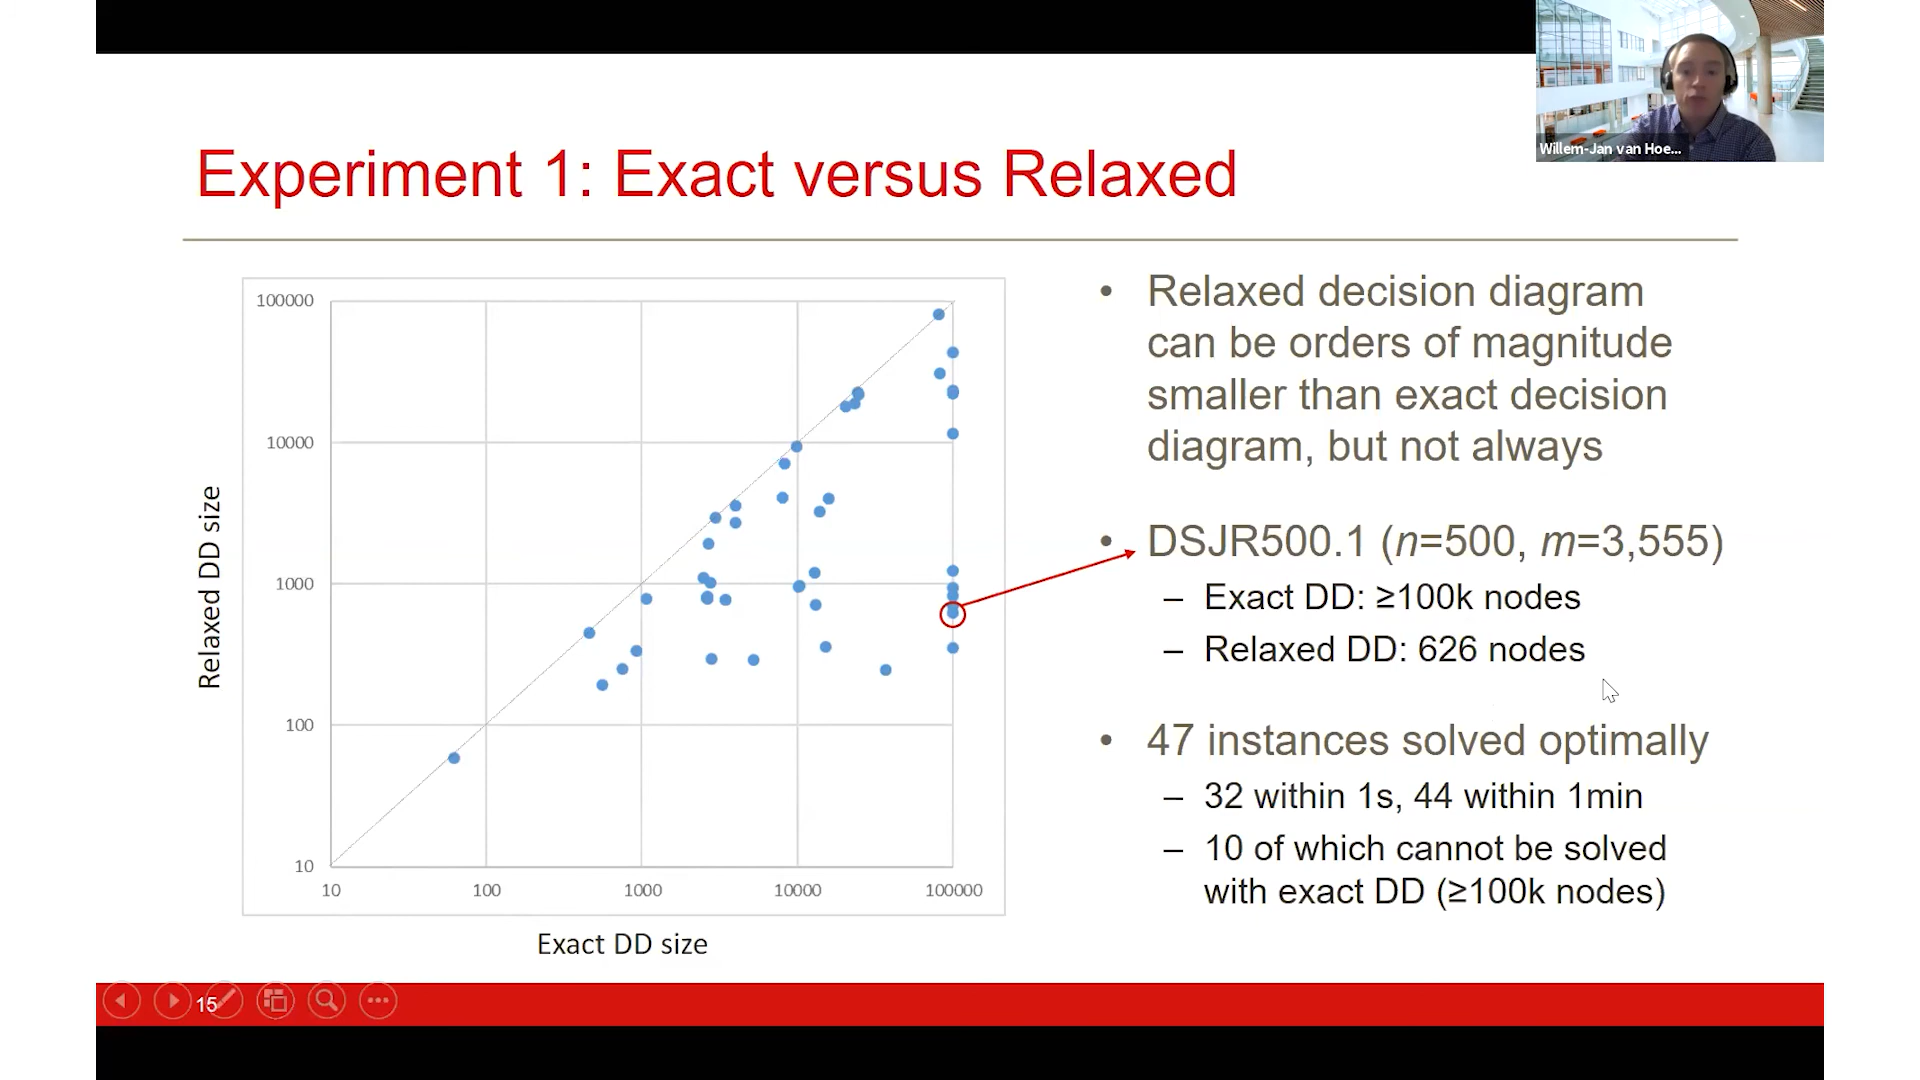 Willem-Jan van Hoe...
Experiment 1: Exact versus Relaxed
100000
10000
1000
100
10
10
100
1000
10000
100000
Relaxed DD size
Exact DD size
• Relaxed decision diagram
can be orders of magnitude
smaller than exact decision
diagram, but not always
• DSJR500.1 (n=500, m=3,555)
– Exact DD: ≥100k nodes
– Relaxed DD: 626 nodes
• 47 instances solved optimally
– 32 within 1s, 44 within 1min
– 10 of which cannot be solved
with exact DD (≥100k nodes)
15